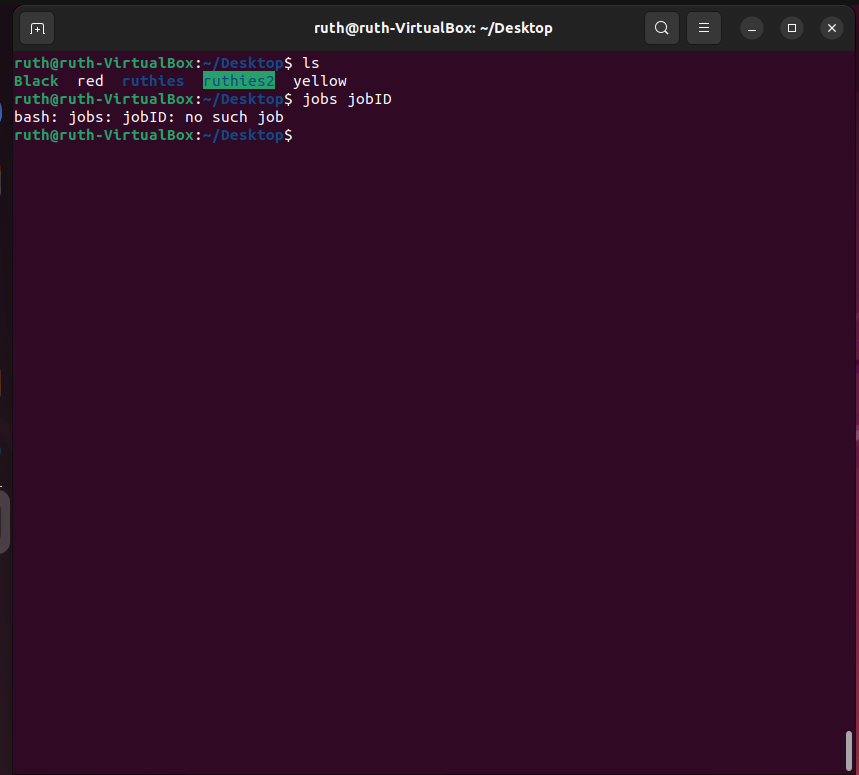 ruth@ruth-VirtualBox: ~/Desktop
ruth@ruth-VirtualBox:~/Desktop$ ls
Black  red  ruthies  ruthies2  yellow
ruth@ruth-VirtualBox:~/Desktop$ jobs jobID
bash: jobs: jobID: no such job
ruth@ruth-VirtualBox:~/Desktop$